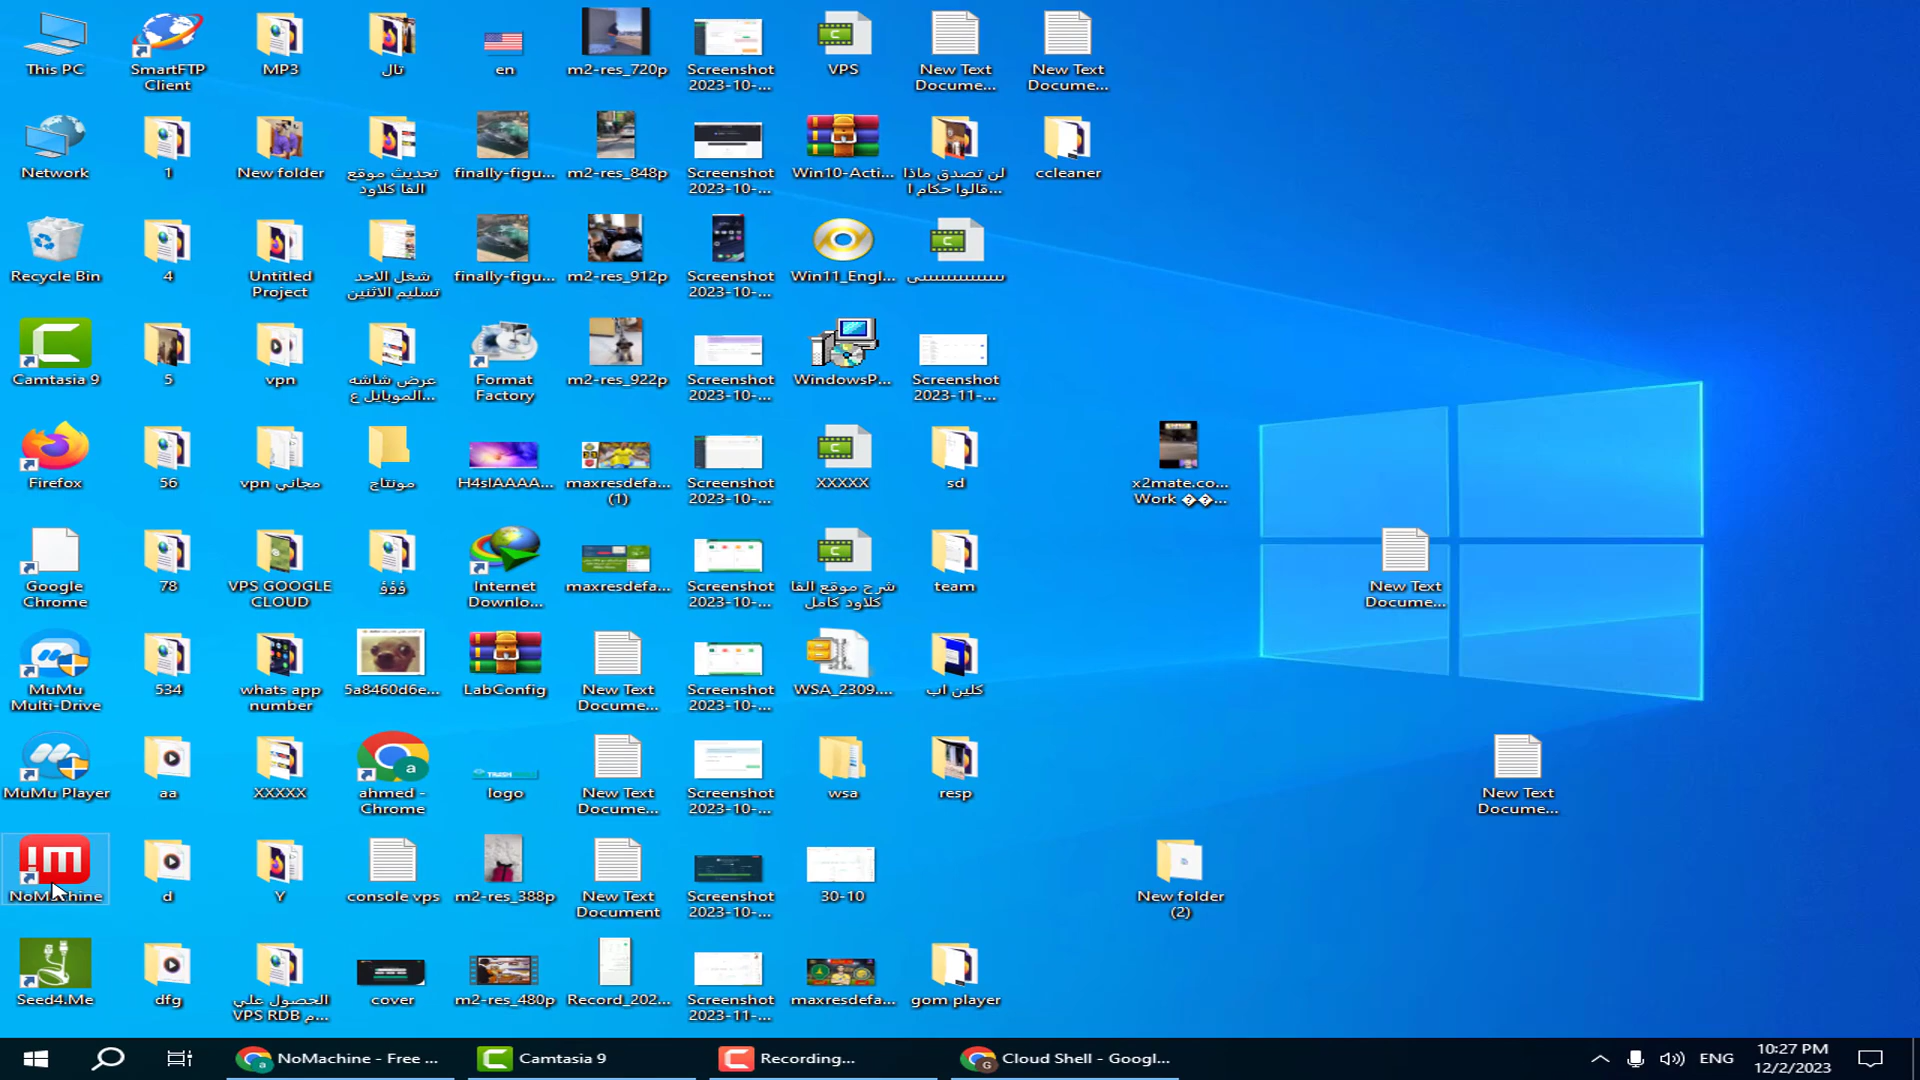 This PC
SmartFTP
Client
MP3
تال
en
m2-res_720p
Screenshot
2023-10-...
VPS
New Text
Docume...
New Text
Docume...
Network
1
New folder
تحديث موقع
الفا كلاود
finally-figu...
m2-res_848p
Screenshot
2023-10-...
Win10-Acti...
لن تصدق ماذا
قالوا حكام ا...
ccleaner
Recycle Bin
4
Untitled
Project
شغل الاحد
تسليم الاثنين
finally-figu...
m2-res_912p
Screenshot
2023-10-...
Win11_Engl...
Camtasia 9
5
vpn
عرض شاشه
الموبايل ع...
Format
Factory
m2-res_922p
Screenshot
2023-10-...
WindowsP...
Screenshot
2023-11-...
Firefox
56
مجاني vpn
مونتاج
H4sIAAAA...
maxresdefa...
(1)
Screenshot
2023-10-...
XXXXX
sd
x2mate.co...
Work ��...
Google
Chrome
78
VPS GOOGLE
CLOUD
ؤؤؤ
Internet
Downlo...
maxresdefa...
Screenshot
2023-10-...
شرح موقع الفا
كلاود كامل
team
New Text
Docume...
MuMu
Multi-Drive
534
whats app
number
5a8460d6e...
LabConfig
New Text
Docume...
Screenshot
2023-10-...
WSA_2309....
كلين اب
MuMu Player
aa
XXXXX
ahmed -
Chrome
logo
New Text
Docume...
Screenshot
2023-10-...
wsa
resp
New Text
Docume...
NoMachine
d
Y
console vps
m2-res_388p
New Text
Document
Screenshot
2023-10-...
30-10
New folder
(2)
Seed4.Me
dfg
الحصول علي
VPS RDB م...
cover
m2-res_480p
Record_202...
Screenshot
2023-11-...
maxresdefa...
gom player
NoMachine - Free ...
Camtasia 9
Recording...
Cloud Shell - Googl...
ENG
10:27 PM
12/2/2023